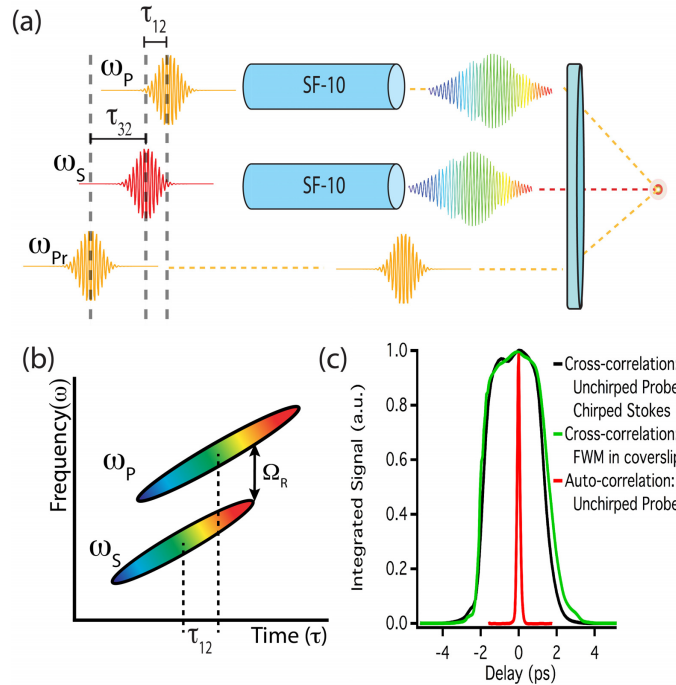 (a)
τ12
ωP
SF-10
τ32
ωS
SF-10
ωPr
(b)
Frequency(ω)
ωP
ΩR
ωS
τ12
Time (τ)
(c)
Integrated Signal (a.u.)
1.0
0.8
0.6
0.4
0.2
0.0
-4
-2
0
2
4
Delay (ps)
Cross-correlation:
Unchirped Probe
Chirped Stokes
Cross-correlation:
FWM in coverslip
Auto-correlation:
Unchirped Probe